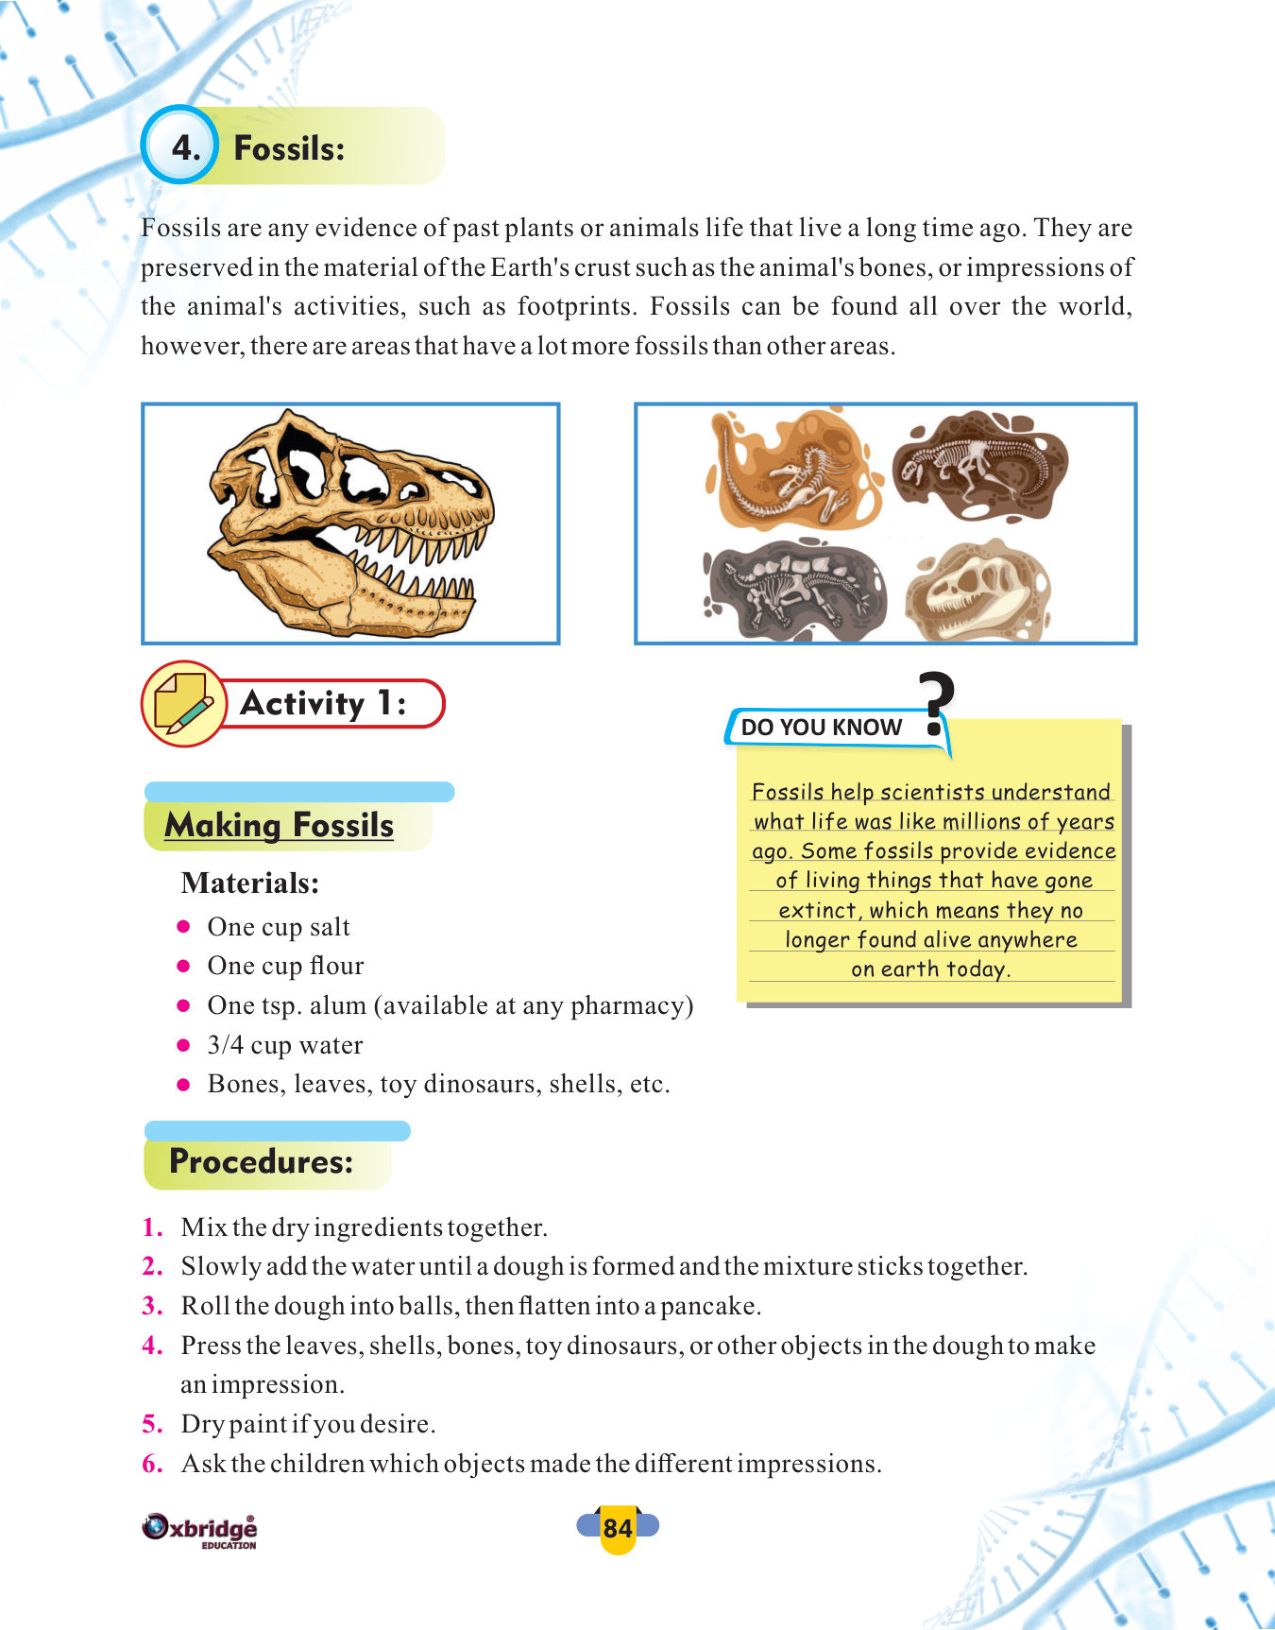 4. Fossils:
Fossils are any evidence of past plants or animals life that live a long time ago. They are
preserved in the material of the Earth's crust such as the animal's bones, or impressions of
the animal's activities, such as footprints. Fossils can be found all over the world,
however, there are areas that have a lot more fossils than other areas.
Activity 1:
Making Fossils
Materials:
● One cup salt
● One cup flour
● One tsp. alum (available at any pharmacy)
● 3/4 cup water
● Bones, leaves, toy dinosaurs, shells, etc.
DO YOU KNOW ?
Fossils help scientists understand
what life was like millions of years
ago. Some fossils provide evidence
of living things that have gone
extinct, which means they no
longer found alive anywhere
on earth today.
Procedures:
1. Mix the dry ingredients together.
2. Slowly add the water until a dough is formed and the mixture sticks together.
3. Roll the dough into balls, then flatten into a pancake.
4. Press the leaves, shells, bones, toy dinosaurs, or other objects in the dough to make
an impression.
5. Dry paint if you desire.
6. Ask the children which objects made the different impressions.
Oxbridge®
EDUCATION
84